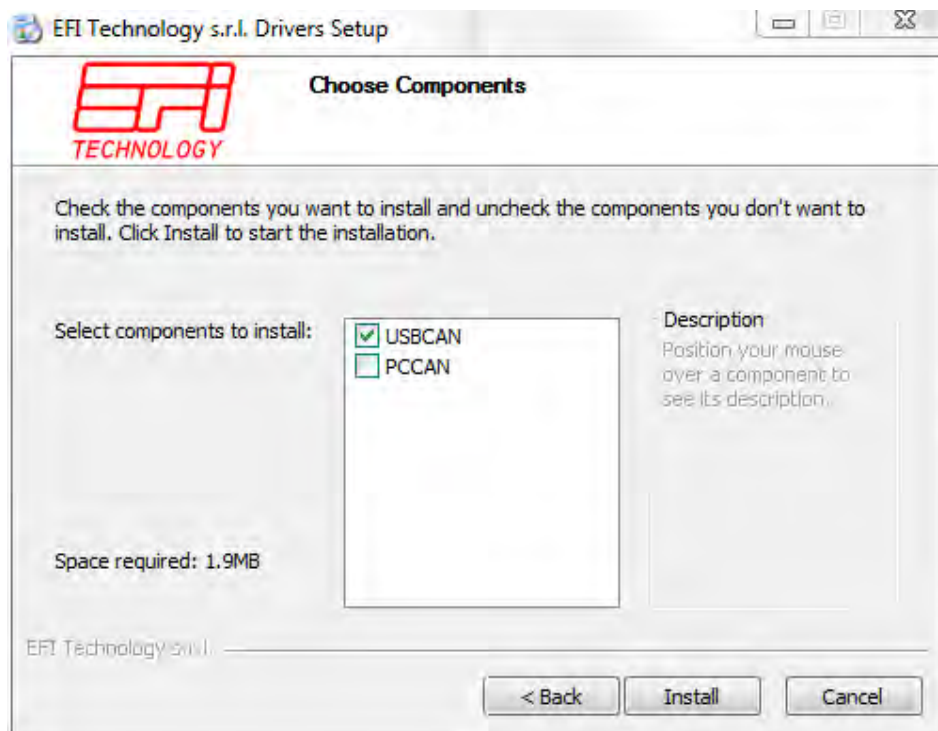 EFI Technology s.r.l. Drivers Setup
Choose Components
EFI
TECHNOLOGY
Check the components you want to install and uncheck the components you don't want to
install. Click Install to start the installation.
Select components to install:
USBCAN
PCCAN
Description
Position your mouse
over a component to
see its description.
Space required: 1.9MB
EFI Technology s.r.l.
< Back
Install
Cancel